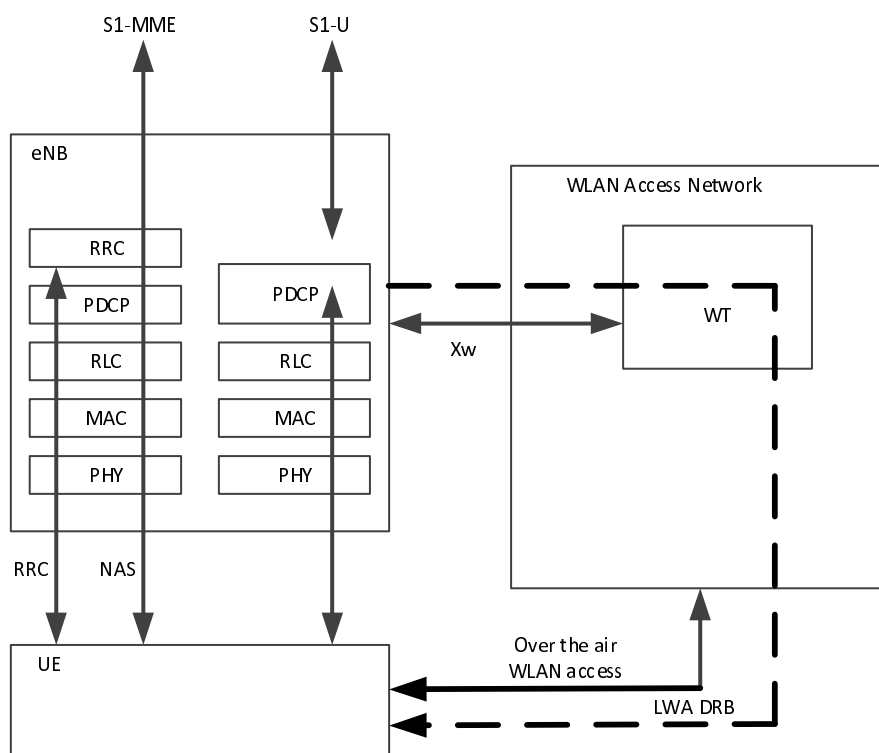 S1-MME
S1-U
eNB
WLAN Access Network
RRC
PDCP
PDCP
WT
Xw
RLC
RLC
MAC
MAC
PHY
PHY
RRC
NAS
Over the air
WLAN access
UE
LWA DRB